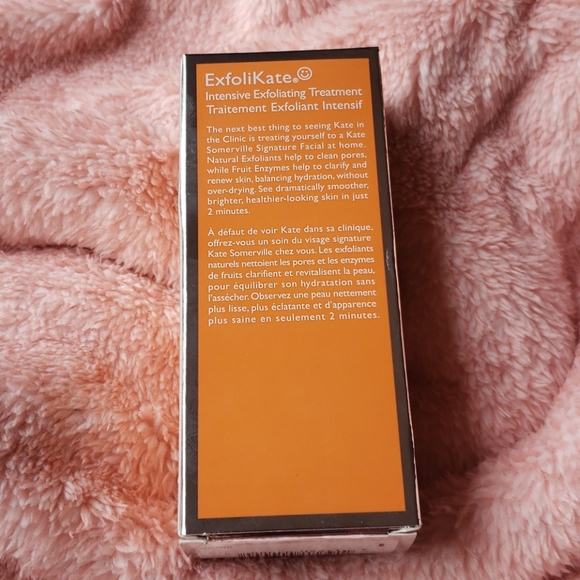 ExfoliKate®☺
Intensive Exfoliating Treatment
Traitement Exfoliant Intensif
The next best thing to seeing Kate in
the Clinic is treating yourself to a Kate
Somerville Signature Facial at home.
Natural Exfoliants help to clean pores,
while Fruit Enzymes help to clarify and
renew skin, balancing hydration, without
over-drying. See dramatically smoother,
brighter, healthier-looking skin in just
2 minutes.
À défaut de voir Kate dans sa clinique,
offrez-vous un soin du visage signature
Kate Somerville chez vous. Les exfoliants
naturels nettoient les pores et les enzymes
de fruits clarifient et revitalisent la peau,
pour équilibrer son hydratation sans
l'assécher. Observez une peau nettement
plus lisse, plus éclatante et d'apparence
plus saine en seulement 2 minutes.